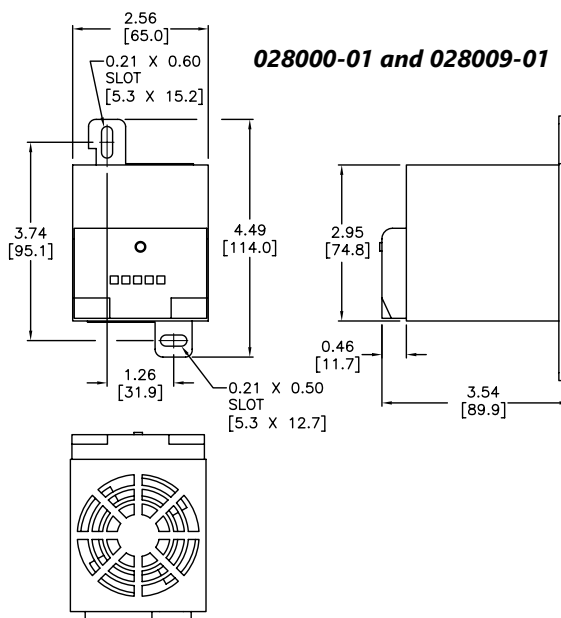 2.56
[65.0]
028000-01 and 028009-01
0.21 X 0.60
SLOT
[5.3 X 15.2]
3.74
[95.1]
4.49
[114.0]
2.95
[74.8]
0.46
[11.7]
3.54
[89.9]
1.26
[31.9]
0.21 X 0.50
SLOT
[5.3 X 12.7]